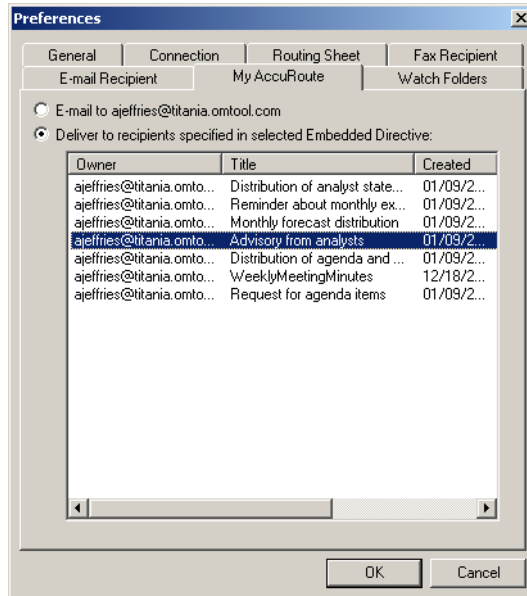 Preferences
General Connection Routing Sheet Fax Recipient
E-mail Recipient My AccuRoute Watch Folders
E-mail to ajeffries@titania.omtool.com
Deliver to recipients specified in selected Embedded Directive:
Owner Title Created
ajeffries@titania.omto... Distribution of analyst state... 01/09/2...
ajeffries@titania.omto... Reminder about monthly ex... 01/09/2...
ajeffries@titania.omto... Monthly forecast distribution 01/09/2...
ajeffries@titania.omto... Advisory from analysts 01/09/2...
ajeffries@titania.omto... Distribution of agenda and ... 01/09/2...
ajeffries@titania.omto... WeeklyMeetingMinutes 12/18/2...
ajeffries@titania.omto... Request for agenda items 01/09/2...
OK Cancel